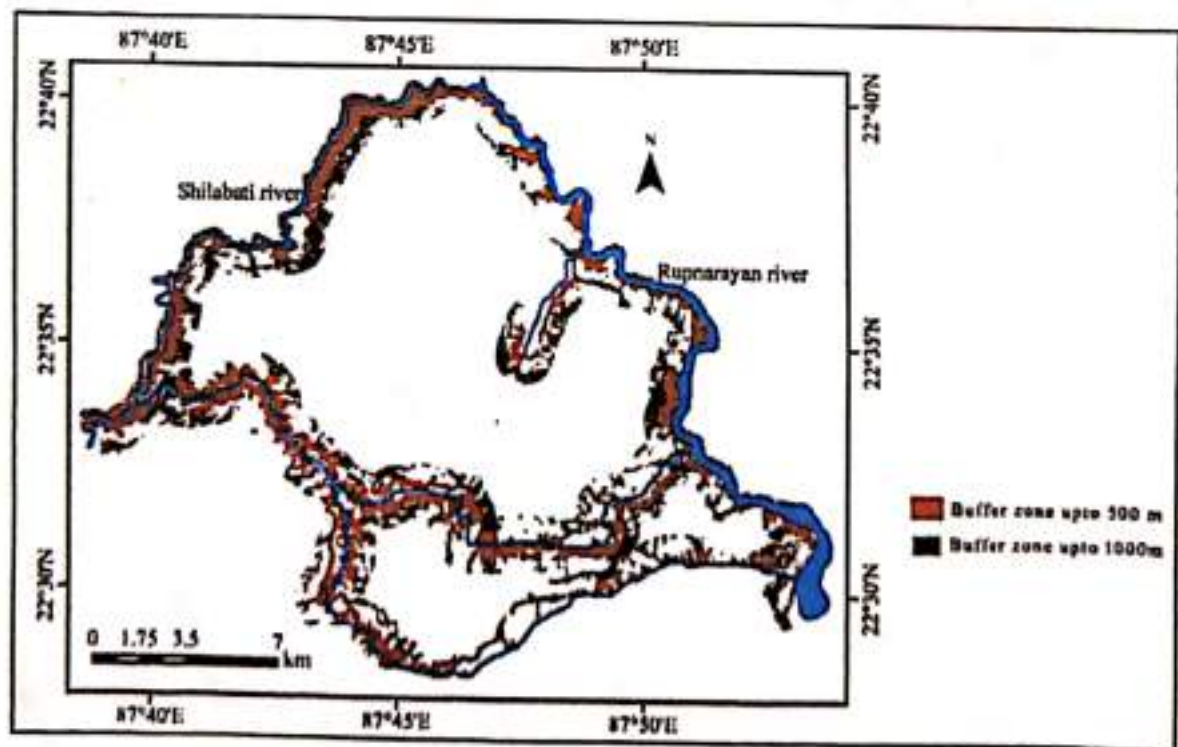 87°40'E 87°45'E 87°50'E
22°40'N 22°40'N
N
Shilabati river
Rupnarayan river
22°35'N 22°35'N
Buffer zone upto 500 m
Buffer zone upto 1000m
22°30'N 22°30'N
0 1.75 3.5 7
km
87°40'E 87°45'E 87°50'E